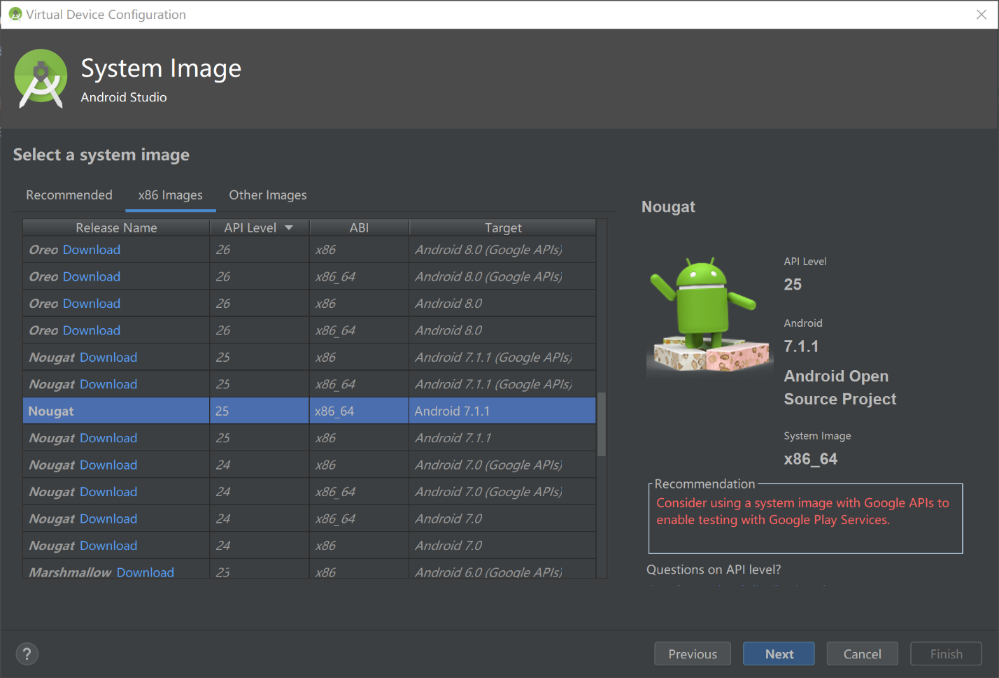 Virtual Device Configuration
System Image
Android Studio
Select a system image
Recommended x86 Images Other Images
Release Name API Level ABI Target
Oreo Download 26 x86 Android 8.0 (Google APIs)
Oreo Download 26 x86_64 Android 8.0 (Google APIs)
Oreo Download 26 x86 Android 8.0
Oreo Download 26 x86_64 Android 8.0
Nougat Download 25 x86 Android 7.1.1 (Google APIs)
Nougat Download 25 x86_64 Android 7.1.1 (Google APIs)
Nougat 25 x86_64 Android 7.1.1
Nougat Download 25 x86 Android 7.1.1
Nougat Download 24 x86 Android 7.0 (Google APIs)
Nougat Download 24 x86_64 Android 7.0 (Google APIs)
Nougat Download 24 x86_64 Android 7.0
Nougat Download 24 x86 Android 7.0
Marshmallow Download 23 x86 Android 6.0 (Google APIs)
Nougat
API Level
25
Android
7.1.1
Android Open
Source Project
System Image
x86_64
Recommendation
Consider using a system image with Google APIs to
enable testing with Google Play Services.
Questions on API level?
?
Previous Next Cancel Finish